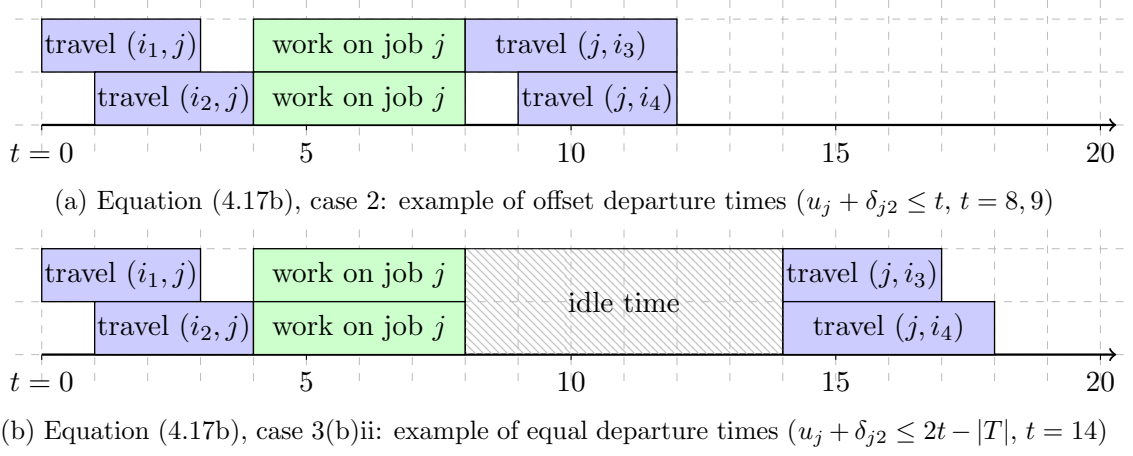 travel (i₁, j) work on job j travel (j, i₃)
travel (i₂, j) work on job j travel (j, i₄)
t = 0 5 10 15 20
(a) Equation (4.17b), case 2: example of offset departure times (uⱼ + δⱼ₂ ≤ t, t = 8, 9)
travel (i₁, j) work on job j idle time travel (j, i₃)
travel (i₂, j) work on job j travel (j, i₄)
t = 0 5 10 15 20
(b) Equation (4.17b), case 3(b)ii: example of equal departure times (uⱼ + δⱼ₂ ≤ 2t − |T|, t = 14)